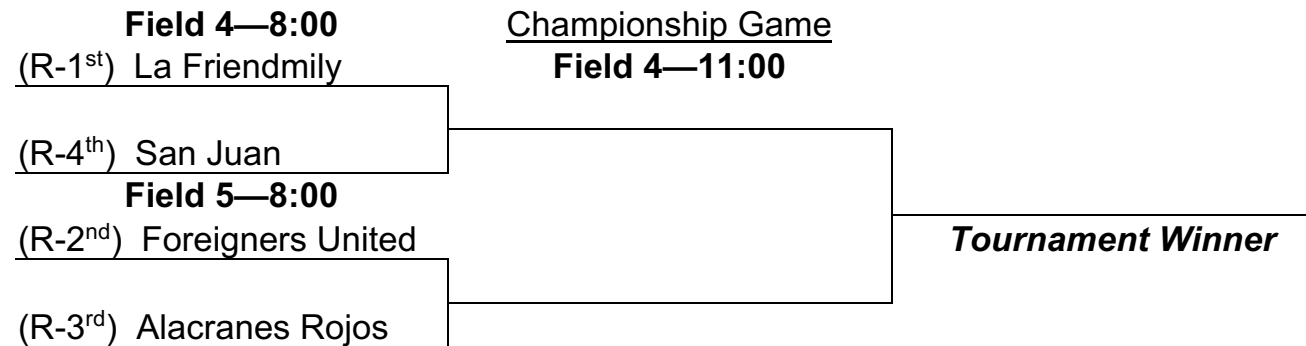 Field 4—8:00 Championship Game
(R-1st) La Friendmily Field 4—11:00
(R-4th) San Juan
Field 5—8:00
(R-2nd) Foreigners United Tournament Winner
(R-3rd) Alacranes Rojos